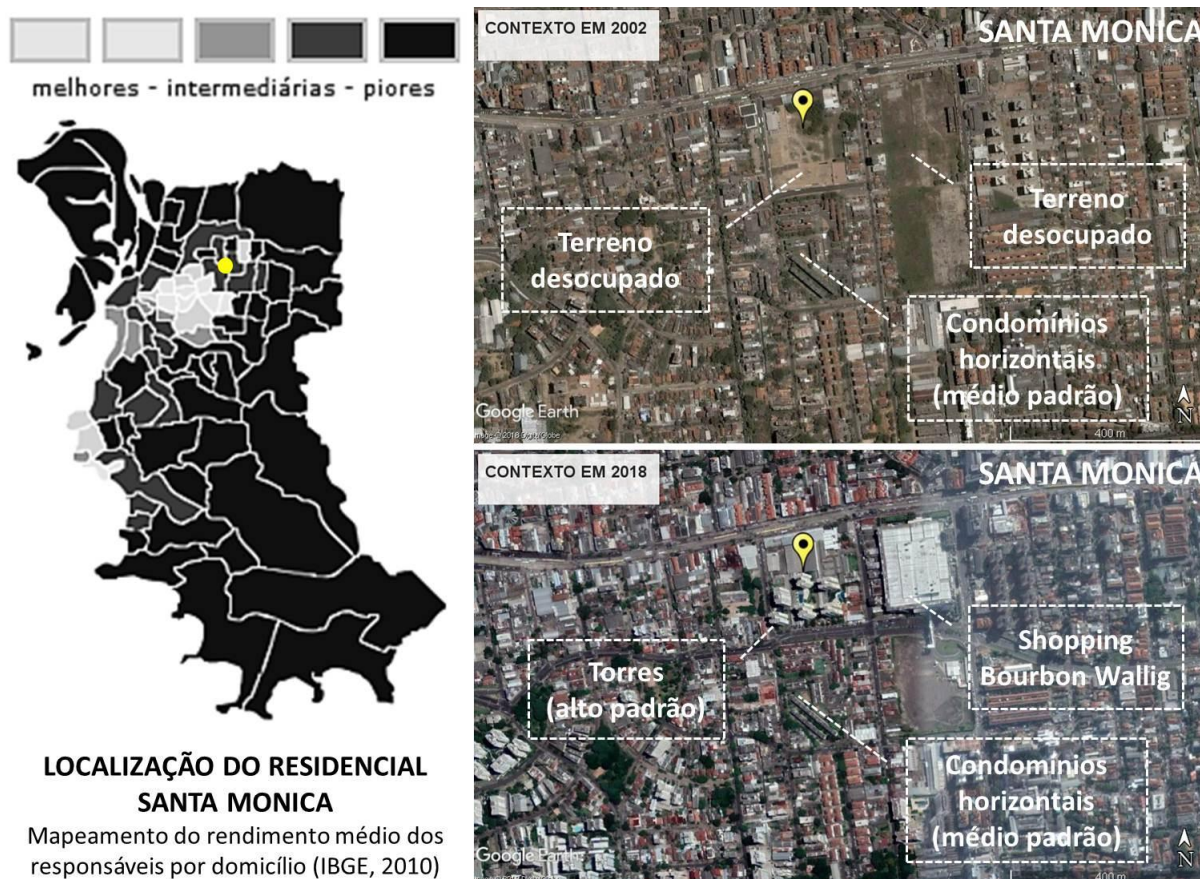 melhores - intermediárias - piores
LOCALIZAÇÃO DO RESIDENCIAL
SANTA MONICA
Mapeamento do rendimento médio dos
responsáveis por domicílio (IBGE, 2010)
CONTEXTO EM 2002
SANTA MONICA
Terreno
desocupado
Terreno
desocupado
Condomínios
horizontais
(médio padrão)
Google Earth
400 m
N
CONTEXTO EM 2018
SANTA MONICA
Torres
(alto padrão)
Shopping
Bourbon Wallig
Condomínios
horizontais
(médio padrão)
Google Earth
400 m
N